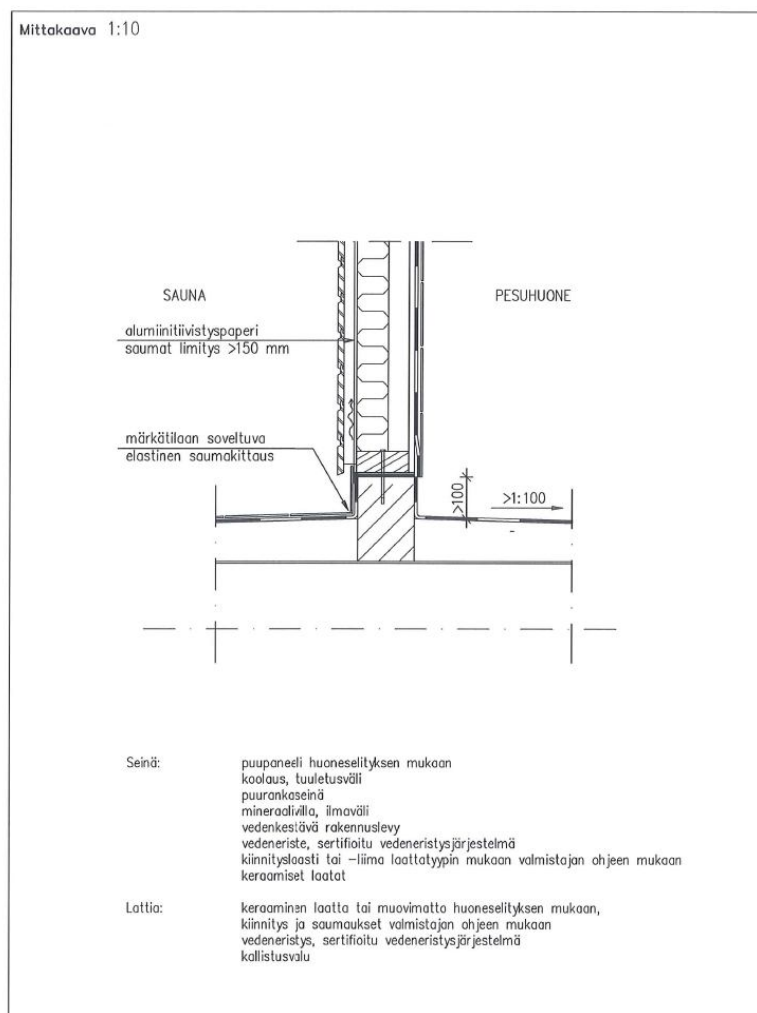 Mittakaava 1:10
SAUNA
PESUHUONE
alumiinitiivistyspaperi
saumat limitys >150 mm
märkätilaan soveltuva
elastinen saumakittaus
>100
>1:100
Seinä:
puupaneeli huoneselityksen mukaan
koolaus, tuuletusväli
puurankaseinä
mineraalivilla, ilmaväli
vedenkestävä rakennuslevy
vedeneriste, sertifioitu vedeneristysjärjestelmä
kiinnityslaasti tai -liima laattatyypin mukaan valmistajan ohjeen mukaan
keraamiset laatat
Lattia:
keraaminen laatta tai muovimatto huoneselityksen mukaan,
kiinnitys ja saumaukset valmistajan ohjeen mukaan
vedeneristys, sertifioitu vedeneristysjärjestelmä
kallistusvalu